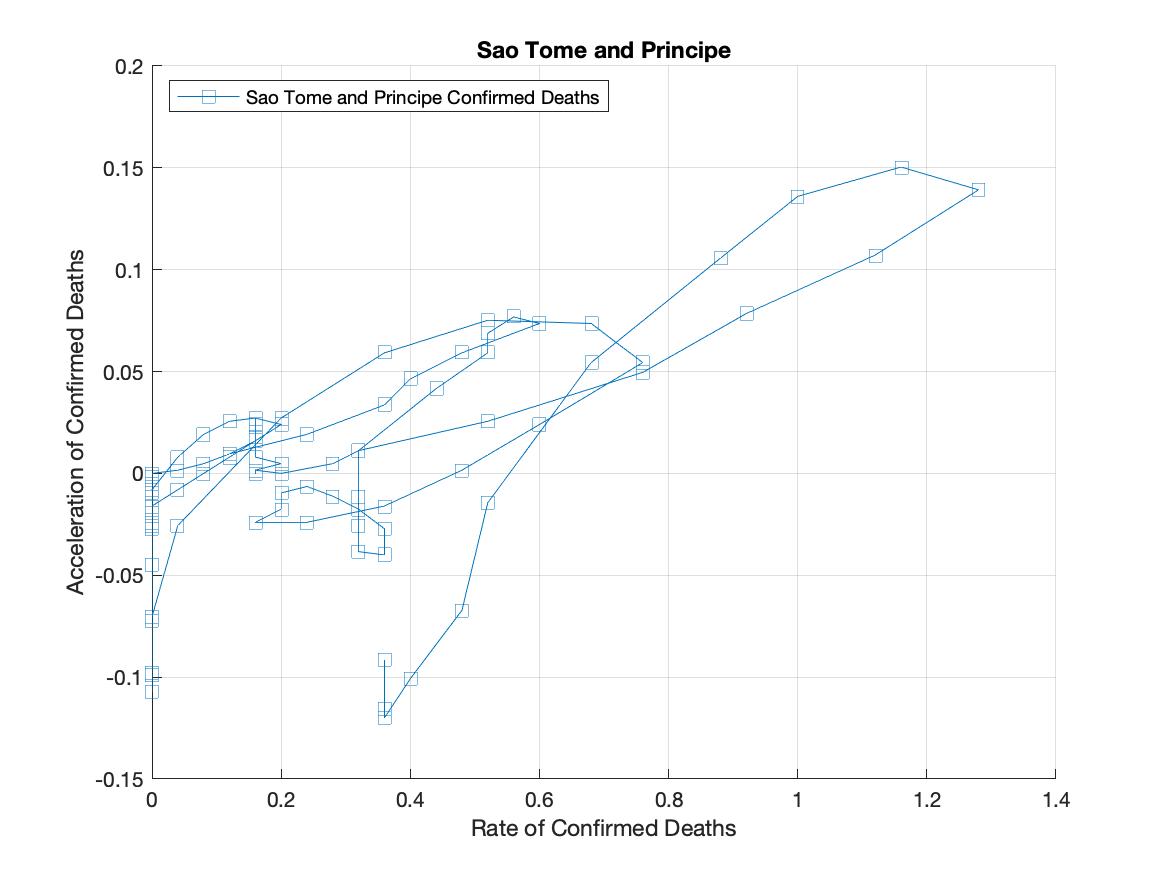 Sao Tome and Principe
Sao Tome and Principe Confirmed Deaths
Acceleration of Confirmed Deaths
0.2
0.15
0.1
0.05
0
-0.05
-0.1
-0.15
0 0.2 0.4 0.6 0.8 1 1.2 1.4
Rate of Confirmed Deaths